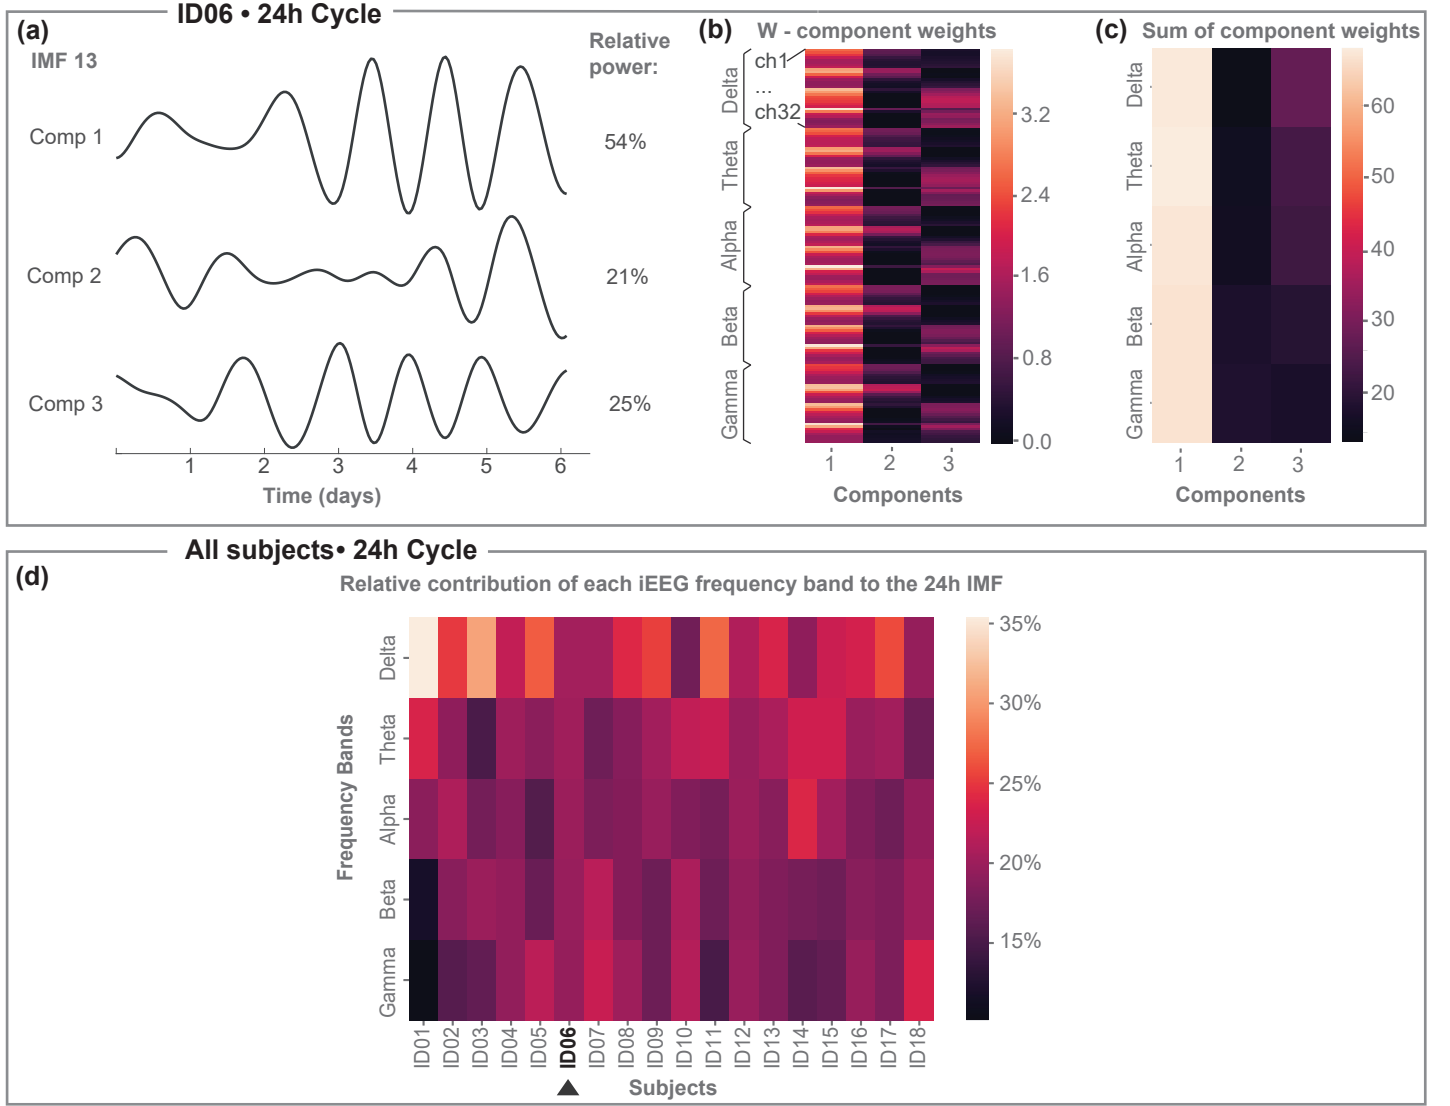 ID06 • 24h Cycle
(a)
IMF 13
Relative
power:
Comp 1
54%
Comp 2
21%
Comp 3
25%
1 2 3 4 5 6
Time (days)
(b) W - component weights
ch1
...
ch32
Delta
Theta
Alpha
Beta
Gamma
3.2
2.4
1.6
0.8
0.0
1 2 3
Components
(c) Sum of component weights
Delta
Theta
Alpha
Beta
Gamma
60
50
40
30
20
1 2 3
Components
All subjects• 24h Cycle
(d)
Relative contribution of each iEEG frequency band to the 24h IMF
Frequency Bands
Delta
Theta
Alpha
Beta
Gamma
35%
30%
25%
20%
15%
ID01 ID02 ID03 ID04 ID05 ID06 ID07 ID08 ID09 ID10 ID11 ID12 ID13 ID14 ID15 ID16 ID17 ID18
Subjects